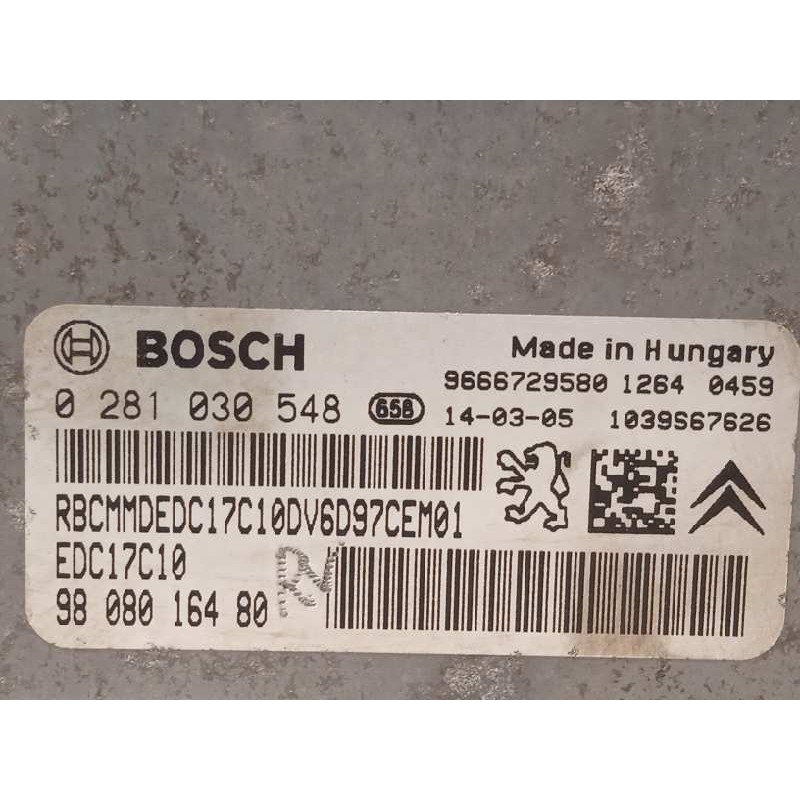 BOSCH
Made in Hungary
0 281 030 548 65B
9666729580 1264 0459
14-03-05 1039S67626
RBCMMDEDC17C10DV6D97CEM01
EDC17C10
98 080 164 80